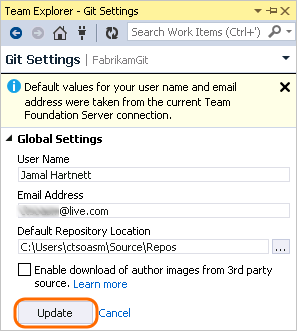 Team Explorer - Git Settings
Search Work Items (Ctrl+')
Git Settings | FabrikamGit
Default values for your user name and email
address were taken from the current Team
Foundation Server connection.
Global Settings
User Name
Jamal Hartnett
Email Address
@live.com
Default Repository Location
C:\Users\ctsoasm\Source\Repos
...
Enable download of author images from 3rd party
source. Learn more
Update Cancel